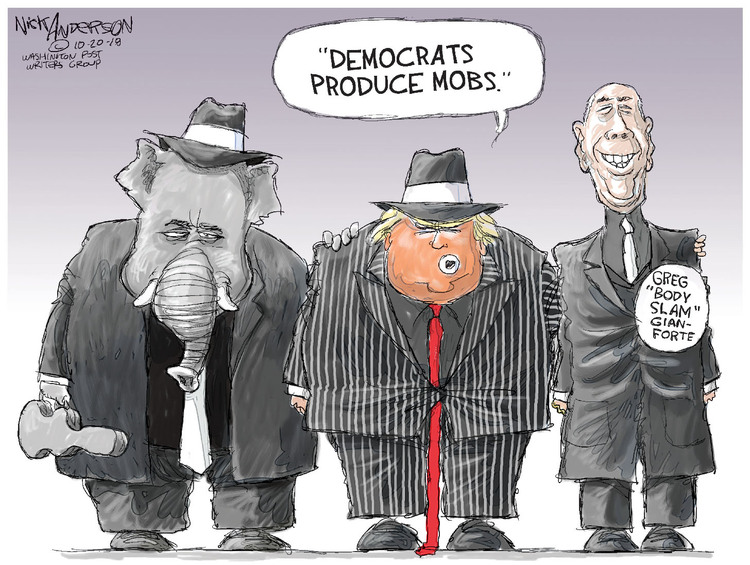 NICK ANDERSON
© 10-20-18
WASHINGTON POST
WRITERS GROUP
"DEMOCRATS
PRODUCE MOBS."
GREG
"BODY
SLAM"
GIAN-
FORTE